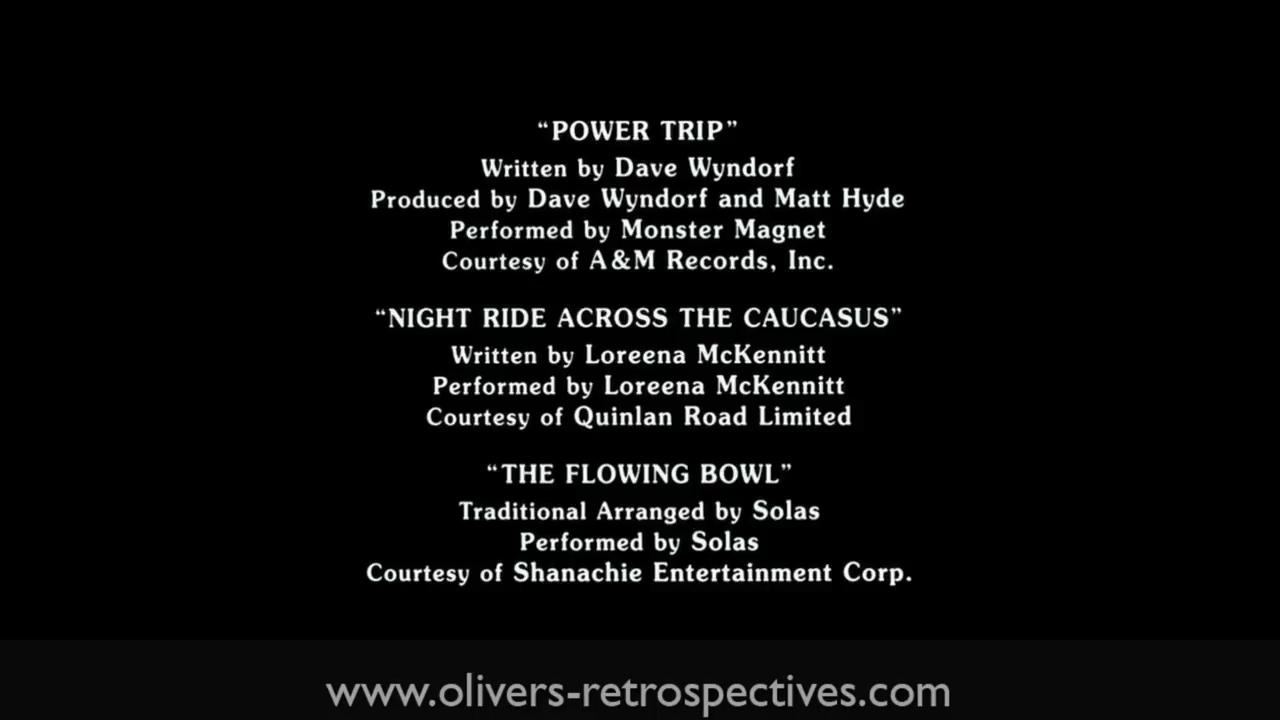 “POWER TRIP”
Written by Dave Wyndorf
Produced by Dave Wyndorf and Matt Hyde
Performed by Monster Magnet
Courtesy of A&M Records, Inc.
“NIGHT RIDE ACROSS THE CAUCASUS”
Written by Loreena McKennitt
Performed by Loreena McKennitt
Courtesy of Quinlan Road Limited
“THE FLOWING BOWL”
Traditional Arranged by Solas
Performed by Solas
Courtesy of Shanachie Entertainment Corp.
www.olivers-retrospectives.com